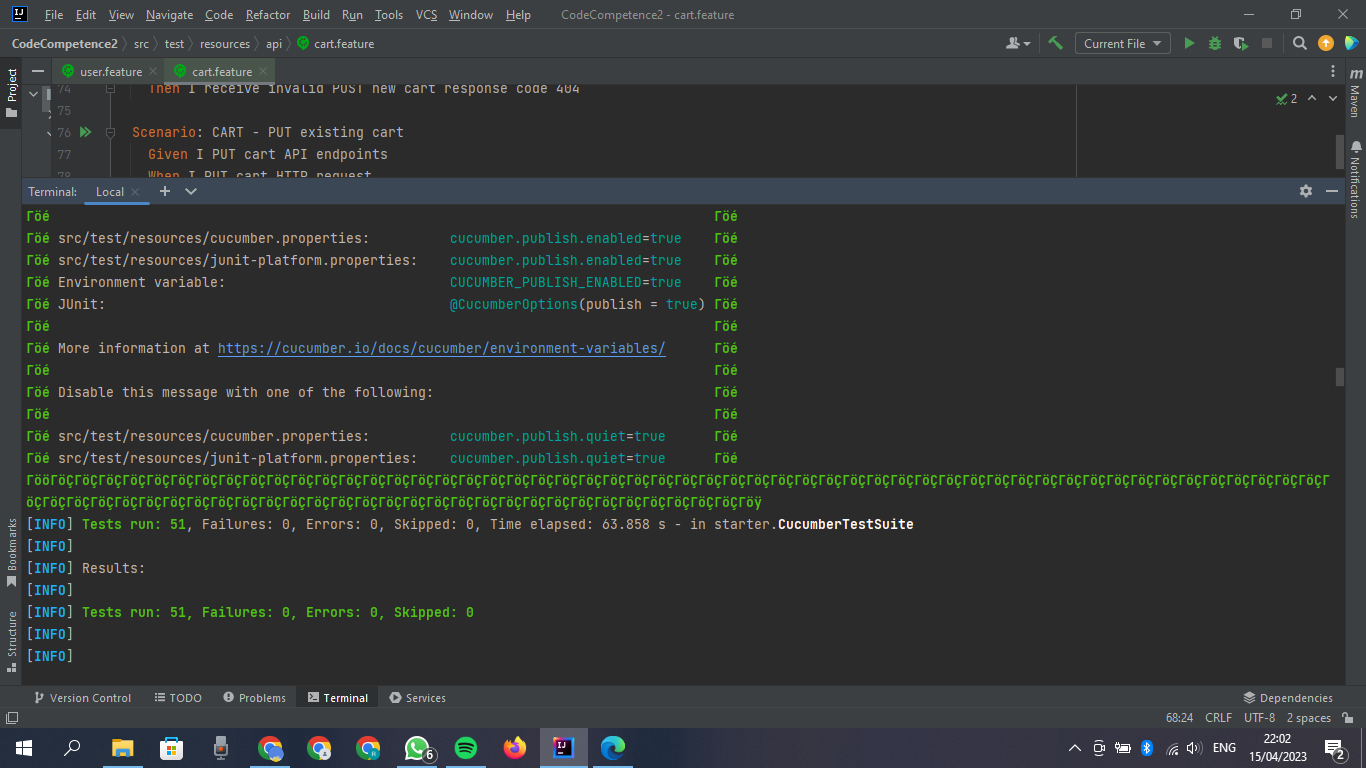 File Edit View Navigate Code Refactor Build Run Tools VCS Window Help CodeCompetence2 - cart.feature
CodeCompetence2 src test resources api cart.feature Current File
user.feature cart.feature
Project
Maven
Notifications
Bookmarks
Structure
74 Then I receive invalid POST new cart response code 404
2
75
76 Scenario: CART - PUT existing cart
77 Given I PUT cart API endpoints
78 When I PUT cart HTTP request
Terminal: Local
Γöé Γöé
Γöé src/test/resources/cucumber.properties: cucumber.publish.enabled=true Γöé
Γöé src/test/resources/junit-platform.properties: cucumber.publish.enabled=true Γöé
Γöé Environment variable: CUCUMBER_PUBLISH_ENABLED=true Γöé
Γöé JUnit: @CucumberOptions(publish = true) Γöé
Γöé Γöé
Γöé More information at https://cucumber.io/docs/cucumber/environment-variables/ Γöé
Γöé Γöé
Γöé Disable this message with one of the following: Γöé
Γöé Γöé
Γöé src/test/resources/cucumber.properties: cucumber.publish.quiet=true Γöé
Γöé src/test/resources/junit-platform.properties: cucumber.publish.quiet=true Γöé
[INFO] Tests run: 51, Failures: 0, Errors: 0, Skipped: 0, Time elapsed: 63.858 s - in starter.CucumberTestSuite
[INFO]
[INFO] Results:
[INFO]
[INFO] Tests run: 51, Failures: 0, Errors: 0, Skipped: 0
[INFO]
[INFO]
Version Control TODO Problems Terminal Services Dependencies
68:24 CRLF UTF-8 2 spaces
6 ENG 22:02
15/04/2023 2